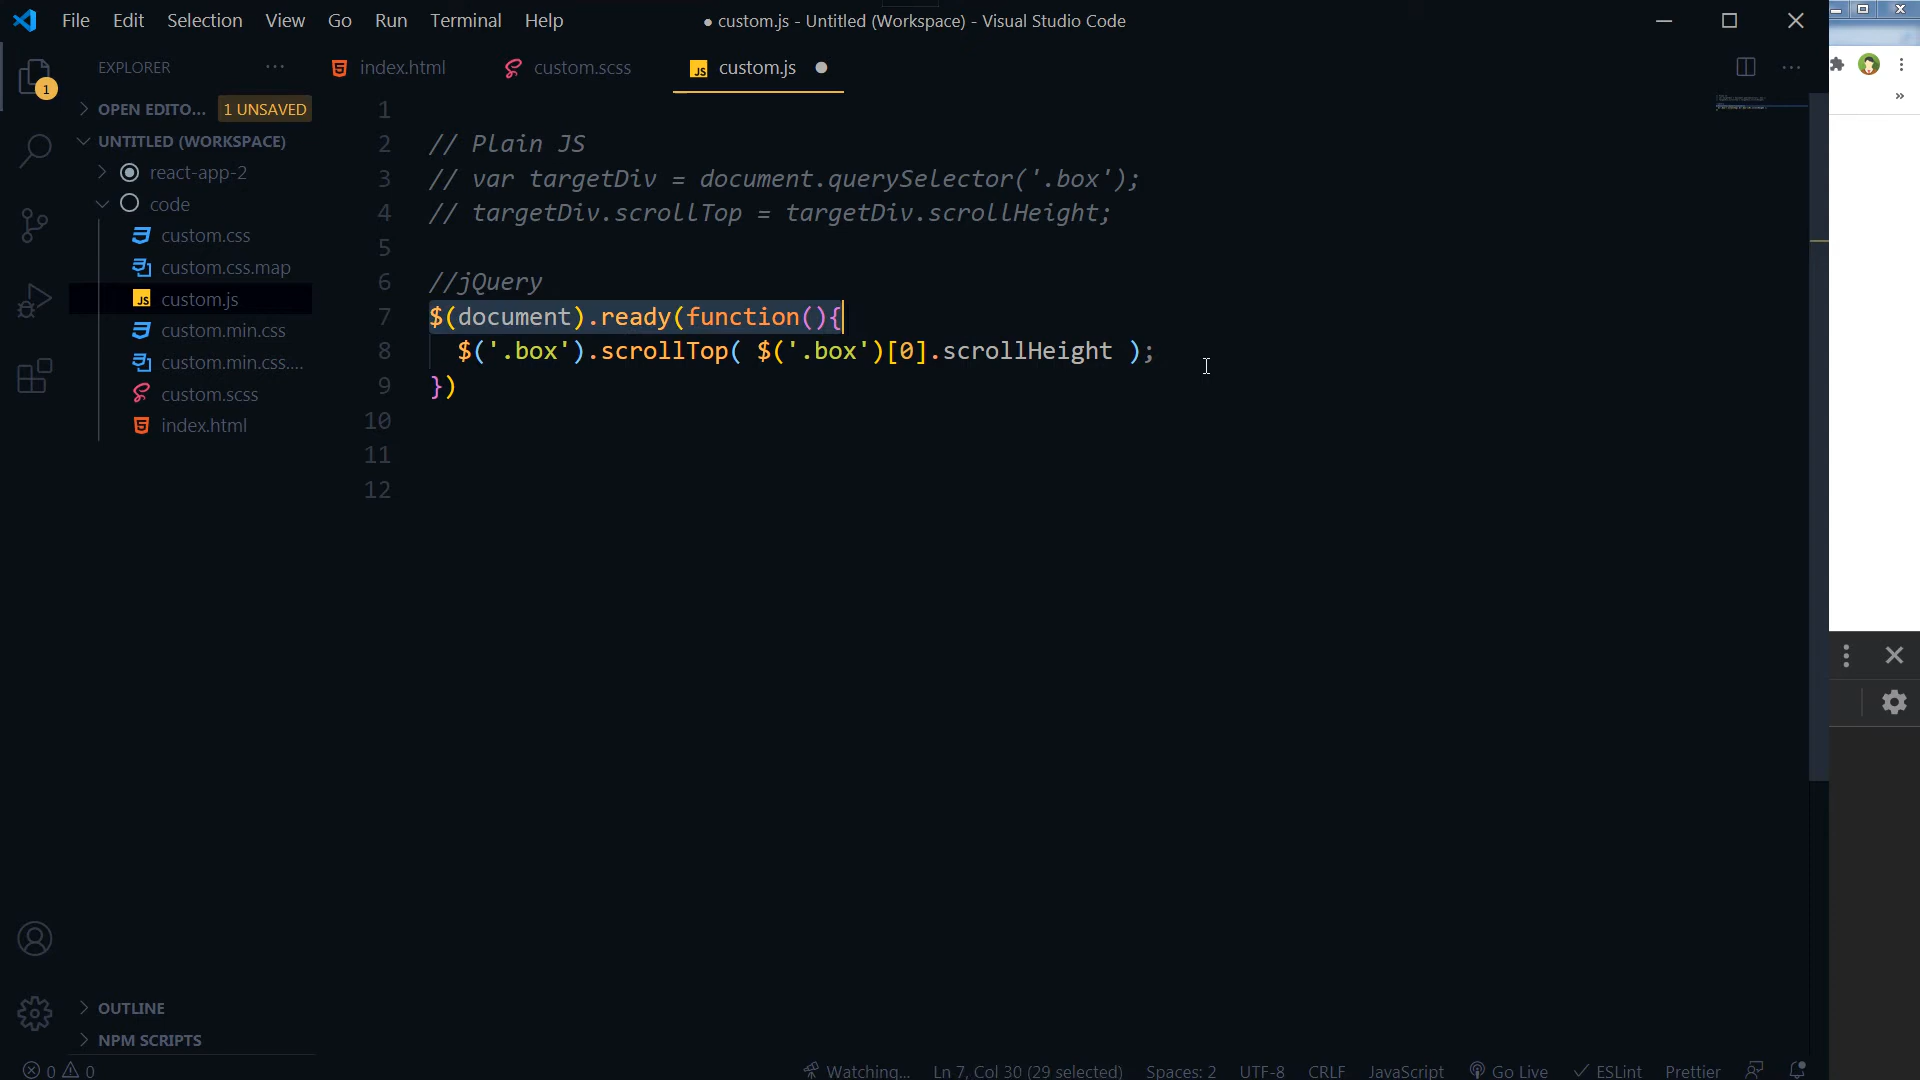 File Edit Selection View Go Run Terminal Help
● custom.js - Untitled (Workspace) - Visual Studio Code
EXPLORER
index.html
custom.scss
JS custom.js
1
OPEN EDITO... 1 UNSAVED
UNTITLED (WORKSPACE)
react-app-2
code
custom.css
custom.css.map
JS custom.js
custom.min.css
custom.min.css....
custom.scss
index.html
1
2 // Plain JS
3 // var targetDiv = document.querySelector('.box');
4 // targetDiv.scrollTop = targetDiv.scrollHeight;
5
6 //jQuery
7 $(document).ready(function(){
8 $('.box').scrollTop( $('.box')[0].scrollHeight );
9 })
10
11
12
OUTLINE
NPM SCRIPTS
0 0
Watching... Ln 7, Col 30 (29 selected) Spaces: 2 UTF-8 CRLF JavaScript Go Live ESLint Prettier